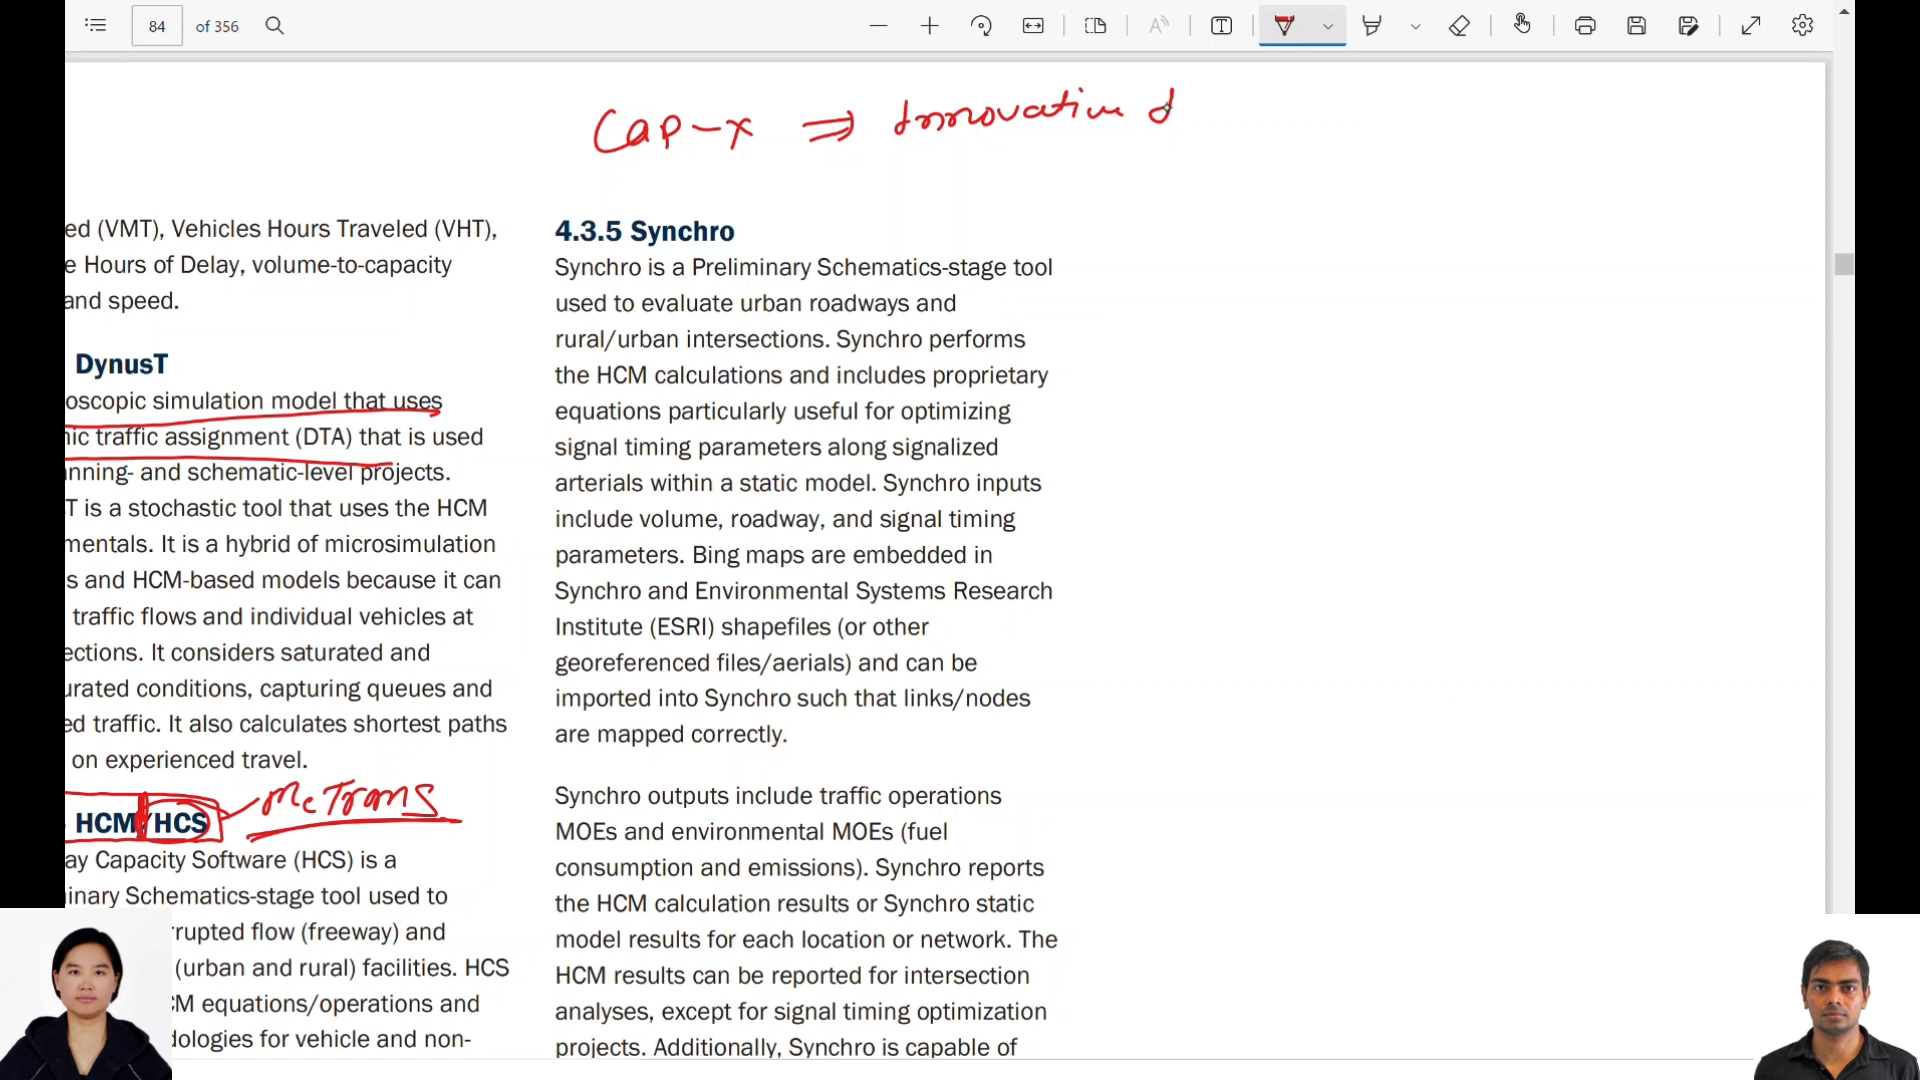 84 of 356
Cap-x ⇒ Innovative d
ed (VMT), Vehicles Hours Traveled (VHT),
e Hours of Delay, volume-to-capacity
and speed.
DynusT
oscopic simulation model that uses
nic traffic assignment (DTA) that is used
nning- and schematic-level projects.
T is a stochastic tool that uses the HCM
mentals. It is a hybrid of microsimulation
s and HCM-based models because it can
traffic flows and individual vehicles at
ections. It considers saturated and
urated conditions, capturing queues and
ed traffic. It also calculates shortest paths
on experienced travel.
McTrans
HCM/HCS
ay Capacity Software (HCS) is a
inary Schematics-stage tool used to
rrupted flow (freeway) and
(urban and rural) facilities. HCS
CM equations/operations and
dologies for vehicle and non-
4.3.5 Synchro
Synchro is a Preliminary Schematics-stage tool
used to evaluate urban roadways and
rural/urban intersections. Synchro performs
the HCM calculations and includes proprietary
equations particularly useful for optimizing
signal timing parameters along signalized
arterials within a static model. Synchro inputs
include volume, roadway, and signal timing
parameters. Bing maps are embedded in
Synchro and Environmental Systems Research
Institute (ESRI) shapefiles (or other
georeferenced files/aerials) and can be
imported into Synchro such that links/nodes
are mapped correctly.
Synchro outputs include traffic operations
MOEs and environmental MOEs (fuel
consumption and emissions). Synchro reports
the HCM calculation results or Synchro static
model results for each location or network. The
HCM results can be reported for intersection
analyses, except for signal timing optimization
projects. Additionally, Synchro is capable of